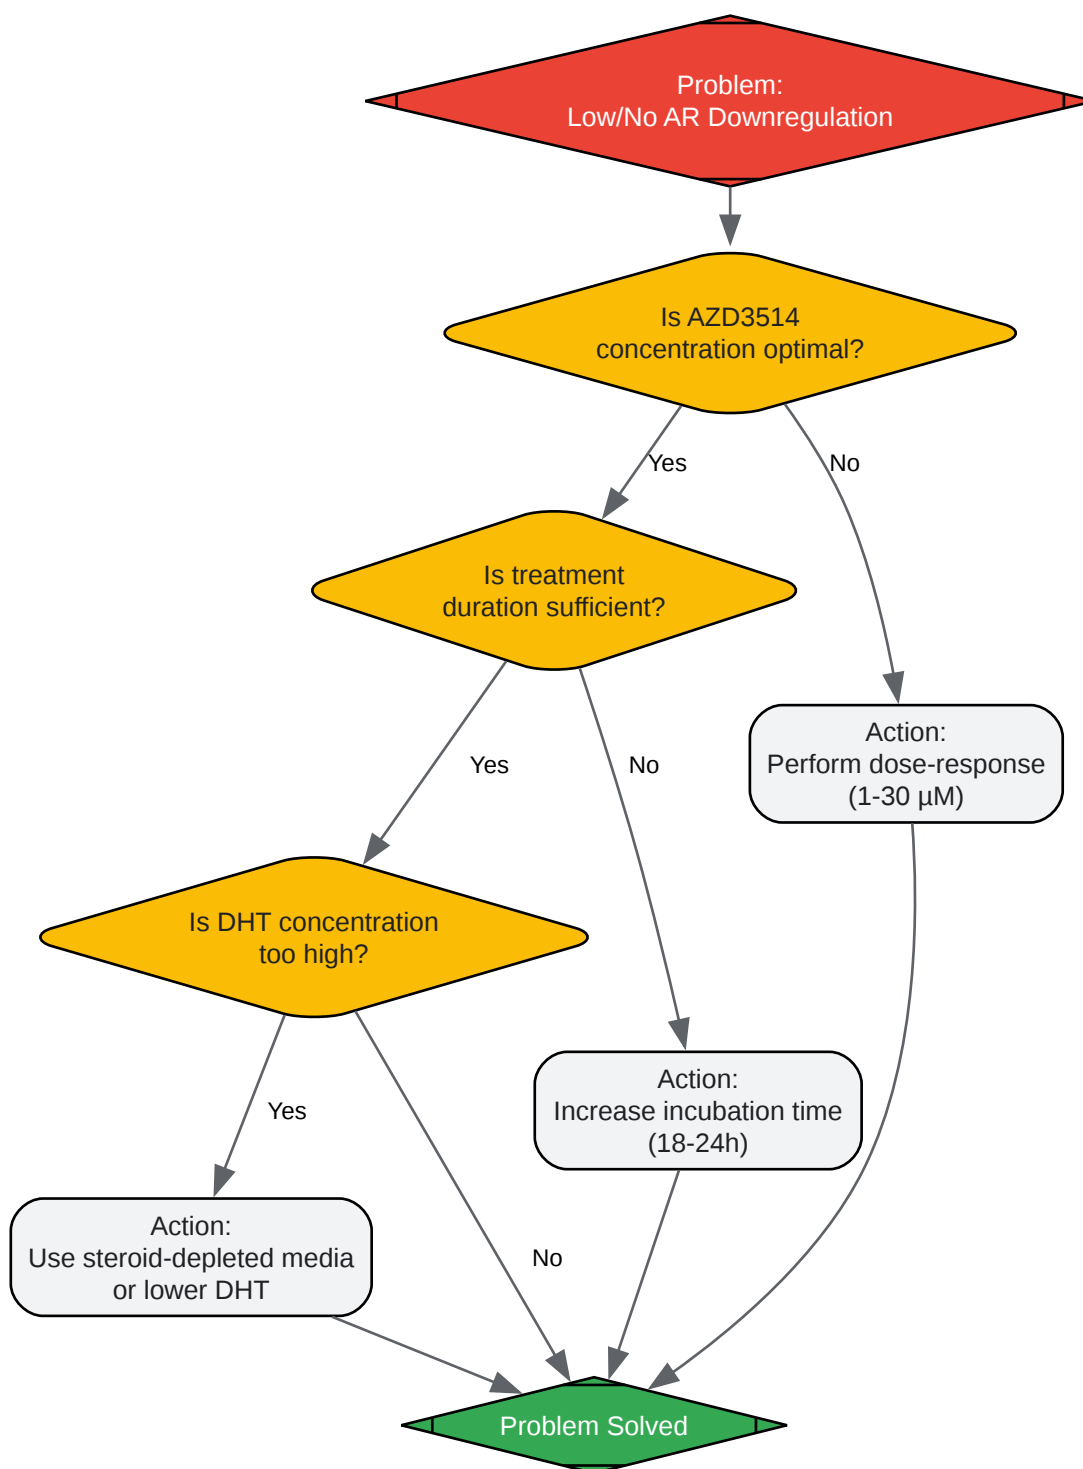 Problem:
Low/No AR Downregulation
Is AZD3514
concentration optimal?
Yes
No
Is treatment
duration sufficient?
Action:
Perform dose-response
(1-30 µM)
Yes
No
Is DHT concentration
too high?
Action:
Increase incubation time
(18-24h)
Yes
No
Action:
Use steroid-depleted media
or lower DHT
Problem Solved